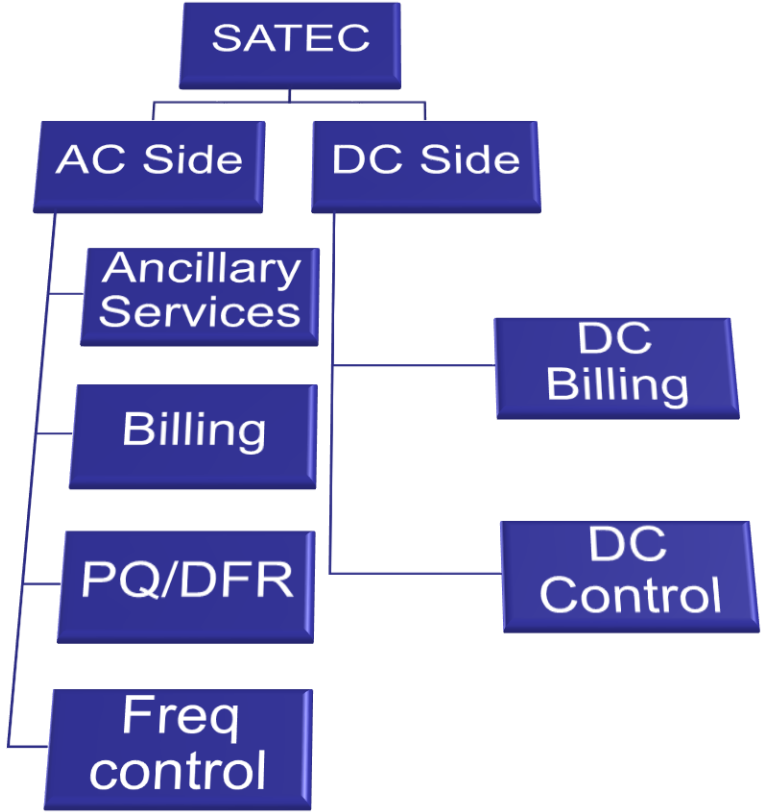 SATEC
AC Side
DC Side
Ancillary
Services
Billing
PQ/DFR
Freq
control
DC
Billing
DC
Control